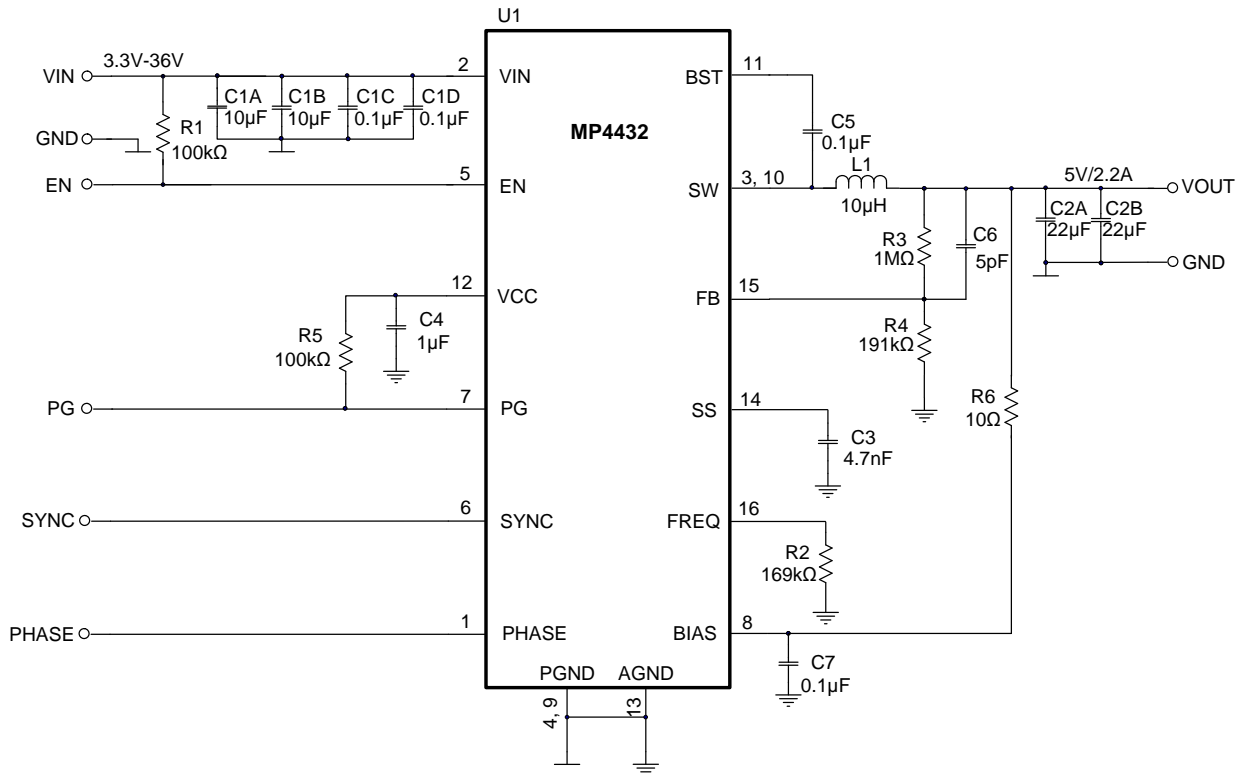 U1
MP4432
VIN
3.3V-36V
2
VIN
C1A
10µF
C1B
10µF
C1C
0.1µF
C1D
0.1µF
GND
R1
100kΩ
EN
5
EN
12
VCC
R5
100kΩ
C4
1µF
PG
7
PG
SYNC
6
SYNC
PHASE
1
PHASE
PGND
AGND
4, 9
13
BST
11
C5
0.1µF
SW
3, 10
L1
10µH
5V/2.2A
VOUT
R3
1MΩ
C6
5pF
C2A
22µF
C2B
22µF
GND
FB
15
R4
191kΩ
SS
14
C3
4.7nF
R6
10Ω
FREQ
16
R2
169kΩ
BIAS
8
C7
0.1µF